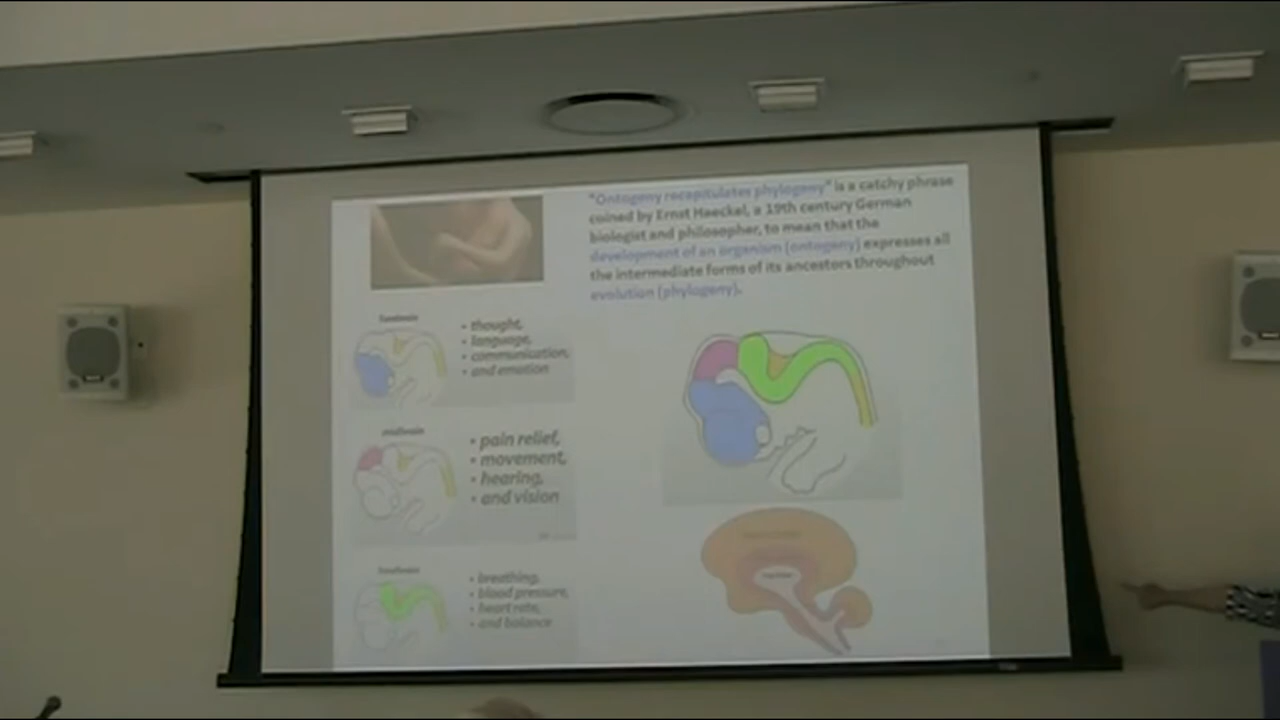 "Ontogeny recapitulates phylogeny" is a catchy phrase
coined by Ernst Haeckel, a 19th century German
biologist and philosopher, to mean that the
development of an organism (ontogeny) expresses all
the intermediate forms of its ancestors throughout
evolution (phylogeny).
forebrain
• thought,
• language,
• communication,
• and emotion
midbrain
• pain relief,
• movement,
• hearing,
• and vision
hindbrain
• breathing,
• blood pressure,
• heart rate,
• and balance